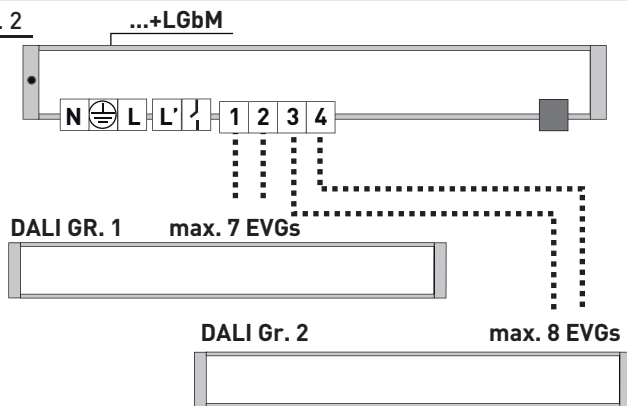 . 2
...+LGbM
N L L' 1 2 3 4
DALI GR. 1 max. 7 EVGs
DALI Gr. 2 max. 8 EVGs